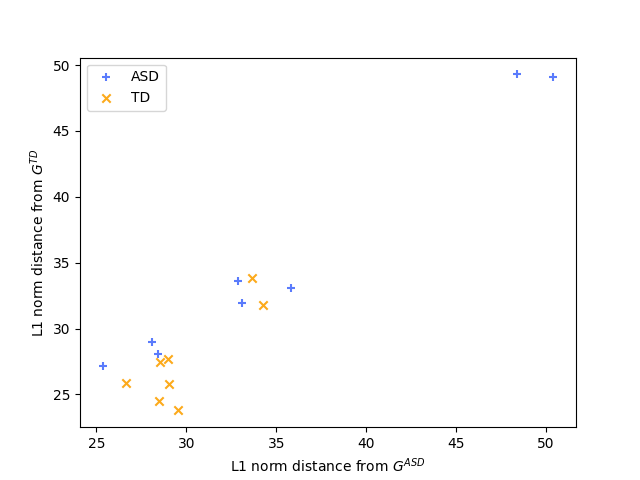 ASD
TD
50
45
40
35
30
25
L1 norm distance from G^{TD}
25 30 35 40 45 50
L1 norm distance from G^{ASD}